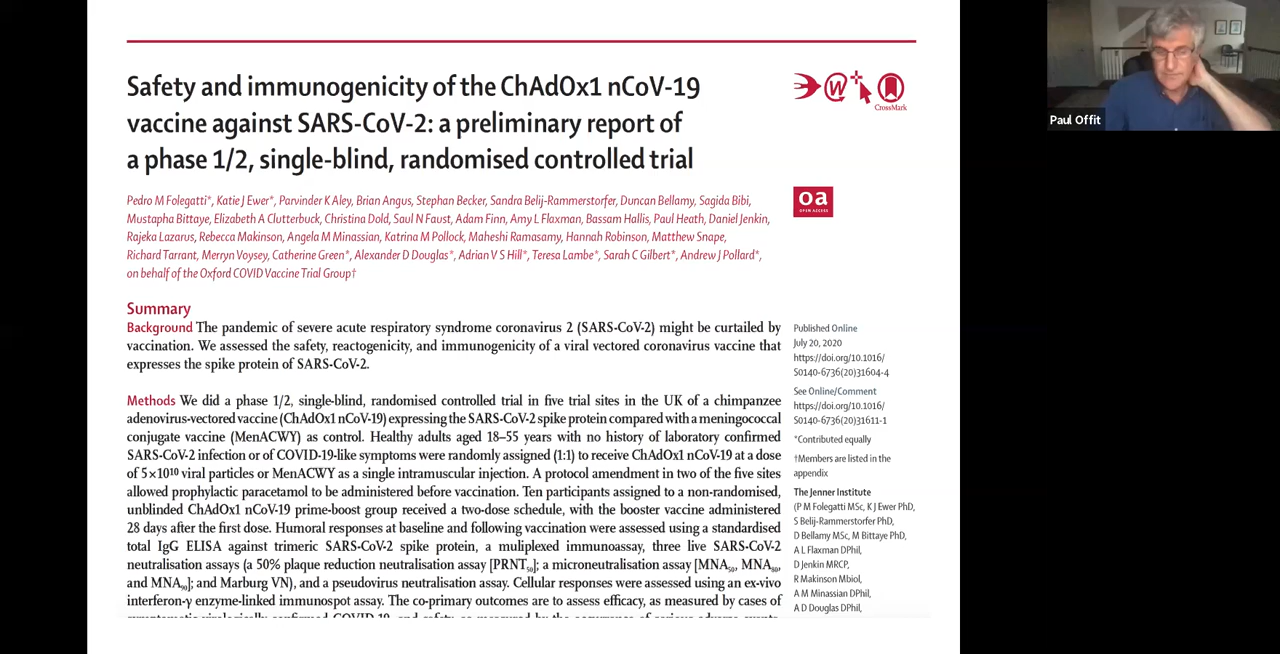 Safety and immunogenicity of the ChAdOx1 nCoV-19
vaccine against SARS-CoV-2: a preliminary report of
a phase 1/2, single-blind, randomised controlled trial
CrossMark
Pedro M Folegatti*, Katie J Ewer*, Parvinder K Aley, Brian Angus, Stephan Becker, Sandra Belij-Rammerstorfer, Duncan Bellamy, Sagida Bibi,
Mustapha Bittaye, Elizabeth A Clutterbuck, Christina Dold, Saul N Faust, Adam Finn, Amy L Flaxman, Bassam Hallis, Paul Heath, Daniel Jenkin,
Rajeka Lazarus, Rebecca Makinson, Angela M Minassian, Katrina M Pollock, Maheshi Ramasamy, Hannah Robinson, Matthew Snape,
Richard Tarrant, Merryn Voysey, Catherine Green*, Alexander D Douglas*, Adrian V S Hill*, Teresa Lambe*, Sarah C Gilbert*, Andrew J Pollard*,
on behalf of the Oxford COVID Vaccine Trial Group†
oa
OPEN ACCESS
Summary
Background The pandemic of severe acute respiratory syndrome coronavirus 2 (SARS-CoV-2) might be curtailed by
vaccination. We assessed the safety, reactogenicity, and immunogenicity of a viral vectored coronavirus vaccine that
expresses the spike protein of SARS-CoV-2.
Methods We did a phase 1/2, single-blind, randomised controlled trial in five trial sites in the UK of a chimpanzee
adenovirus-vectored vaccine (ChAdOx1 nCoV-19) expressing the SARS-CoV-2 spike protein compared with a meningococcal
conjugate vaccine (MenACWY) as control. Healthy adults aged 18–55 years with no history of laboratory confirmed
SARS-CoV-2 infection or of COVID-19-like symptoms were randomly assigned (1:1) to receive ChAdOx1 nCoV-19 at a dose
of 5×10¹⁰ viral particles or MenACWY as a single intramuscular injection. A protocol amendment in two of the five sites
allowed prophylactic paracetamol to be administered before vaccination. Ten participants assigned to a non-randomised,
unblinded ChAdOx1 nCoV-19 prime-boost group received a two-dose schedule, with the booster vaccine administered
28 days after the first dose. Humoral responses at baseline and following vaccination were assessed using a standardised
total IgG ELISA against trimeric SARS-CoV-2 spike protein, a muliplexed immunoassay, three live SARS-CoV-2
neutralisation assays (a 50% plaque reduction neutralisation assay [PRNT₅₀]; a microneutralisation assay [MNA₅₀, MNA₈₀,
and MNA₉₀]; and Marburg VN), and a pseudovirus neutralisation assay. Cellular responses were assessed using an ex-vivo
interferon-γ enzyme-linked immunospot assay. The co-primary outcomes are to assess efficacy, as measured by cases of
symptomatic virologically confirmed COVID-19, and safety, as measured by the occurrence of serious adverse events.
Published Online
July 20, 2020
https://doi.org/10.1016/
S0140-6736(20)31604-4
See Online/Comment
https://doi.org/10.1016/
S0140-6736(20)31611-1
*Contributed equally
†Members are listed in the
appendix
The Jenner Institute
(P M Folegatti MSc, K J Ewer PhD,
S Belij-Rammerstorfer PhD,
D Bellamy MSc, M Bittaye PhD,
A L Flaxman DPhil,
D Jenkin MRCP,
R Makinson Mbiol,
A M Minassian DPhil,
A D Douglas DPhil,
Paul Offit